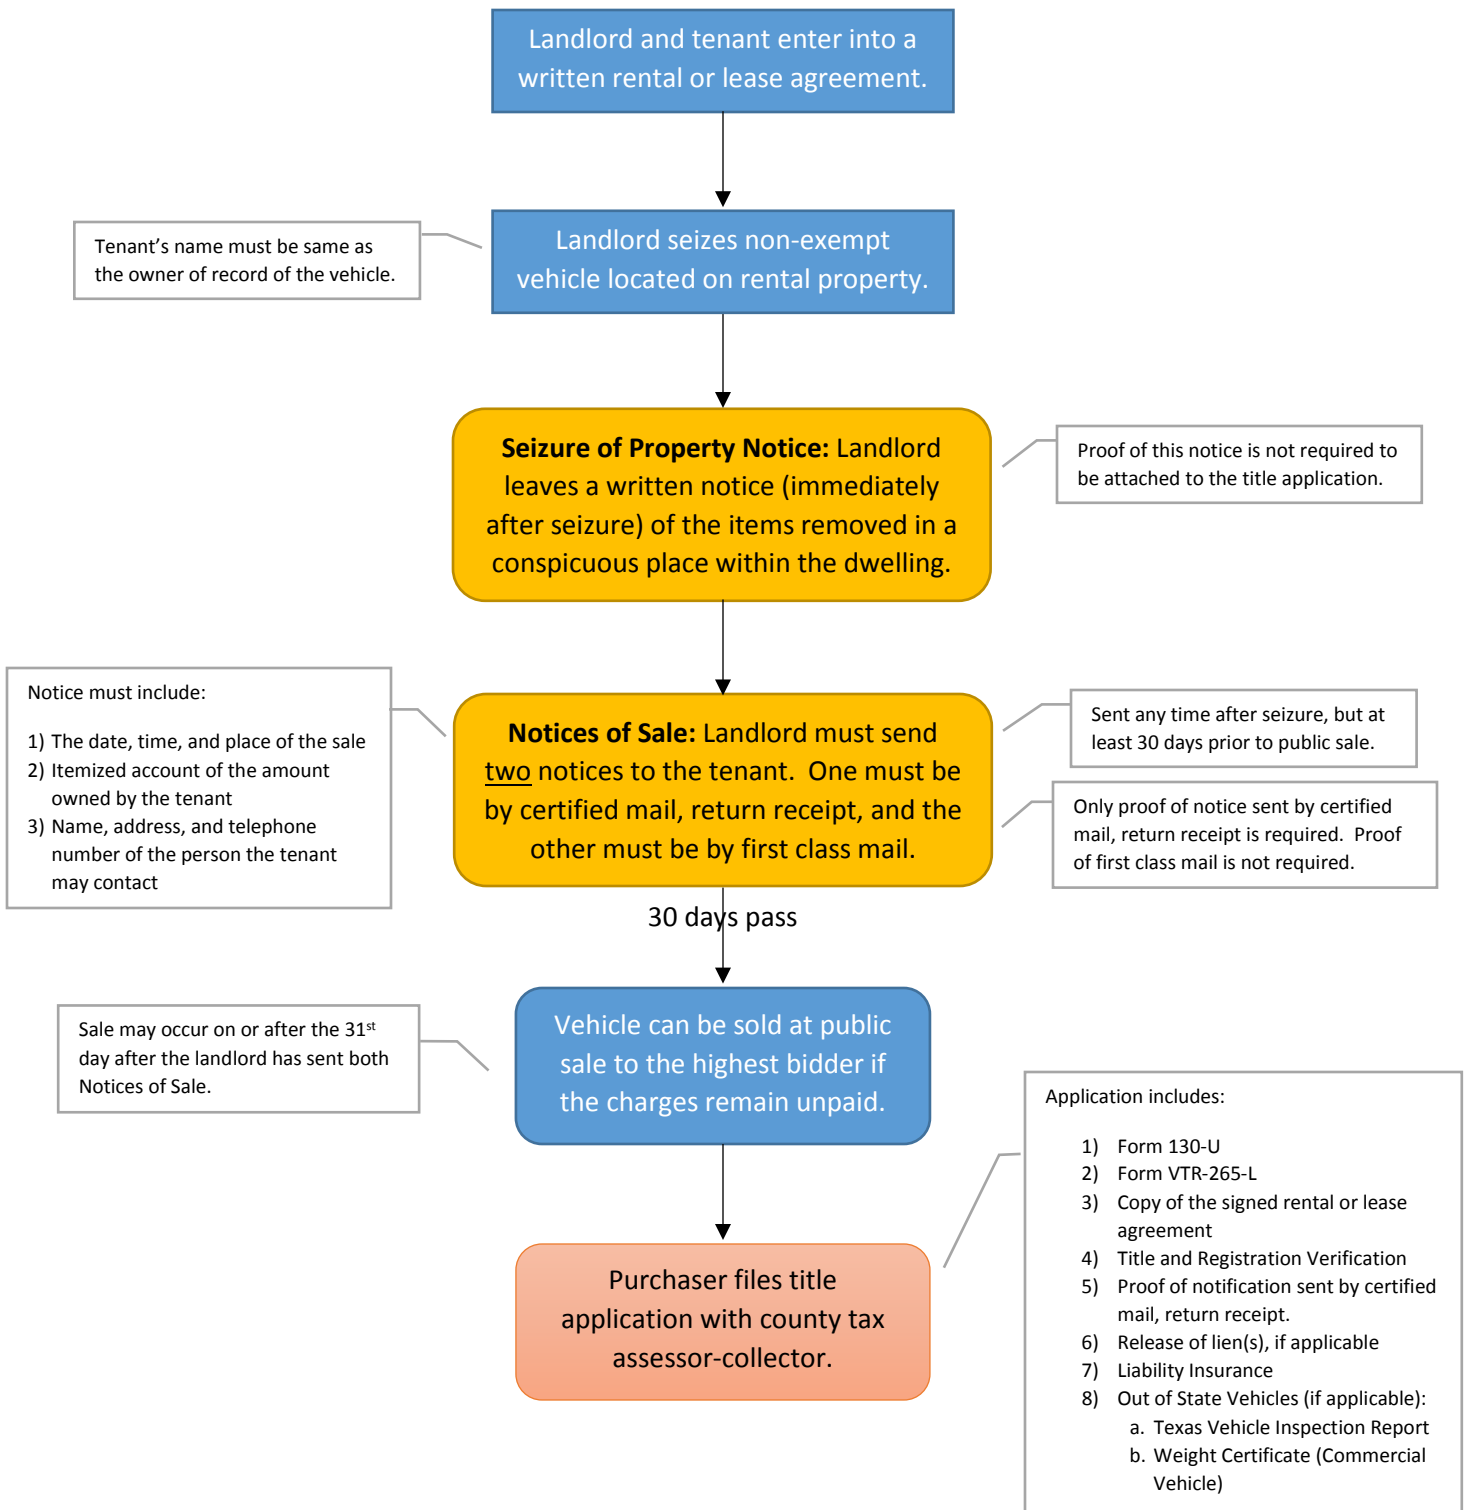 Landlord and tenant enter into a
written rental or lease agreement.
Tenant's name must be same as
the owner of record of the vehicle.
Landlord seizes non-exempt
vehicle located on rental property.
Seizure of Property Notice: Landlord
leaves a written notice (immediately
after seizure) of the items removed in a
conspicuous place within the dwelling.
Proof of this notice is not required to
be attached to the title application.
Notice must include:
1) The date, time, and place of the sale
2) Itemized account of the amount
owned by the tenant
3) Name, address, and telephone
number of the person the tenant
may contact
Notices of Sale: Landlord must send
two notices to the tenant. One must be
by certified mail, return receipt, and the
other must be by first class mail.
Sent any time after seizure, but at
least 30 days prior to public sale.
Only proof of notice sent by certified
mail, return receipt is required. Proof
of first class mail is not required.
30 days pass
Sale may occur on or after the 31st
day after the landlord has sent both
Notices of Sale.
Vehicle can be sold at public
sale to the highest bidder if
the charges remain unpaid.
Purchaser files title
application with county tax
assessor-collector.
Application includes:
1) Form 130-U
2) Form VTR-265-L
3) Copy of the signed rental or lease
agreement
4) Title and Registration Verification
5) Proof of notification sent by certified
mail, return receipt.
6) Release of lien(s), if applicable
7) Liability Insurance
8) Out of State Vehicles (if applicable):
a. Texas Vehicle Inspection Report
b. Weight Certificate (Commercial
Vehicle)